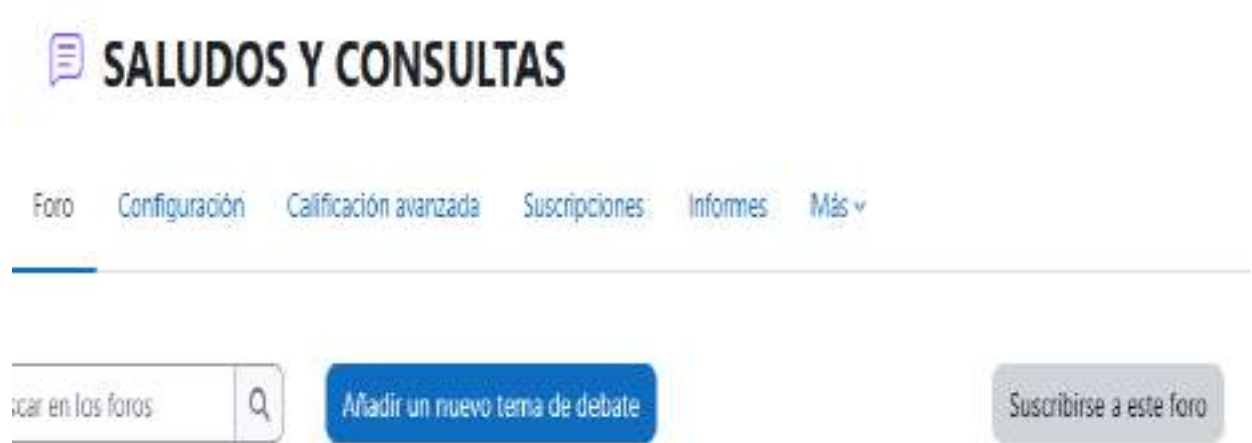 SALUDOS Y CONSULTAS
Foro Configuración Calificación avanzada Suscripciones Informes Más
en los foros Añadir un nuevo tema de debate Suscribirse a este foro